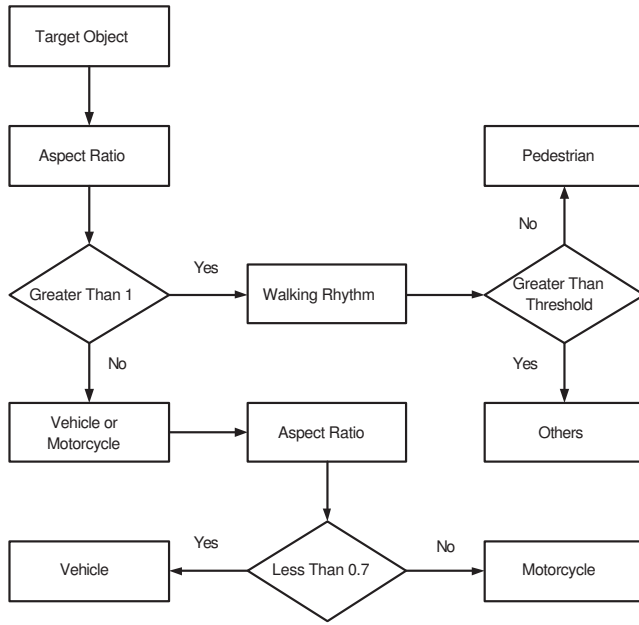 Target Object
Aspect Ratio
Pedestrian
No
Yes
Greater Than 1
Walking Rhythm
Greater Than
Threshold
No
Yes
Vehicle or
Motorcycle
Aspect Ratio
Others
Yes
No
Vehicle
Less Than 0.7
Motorcycle